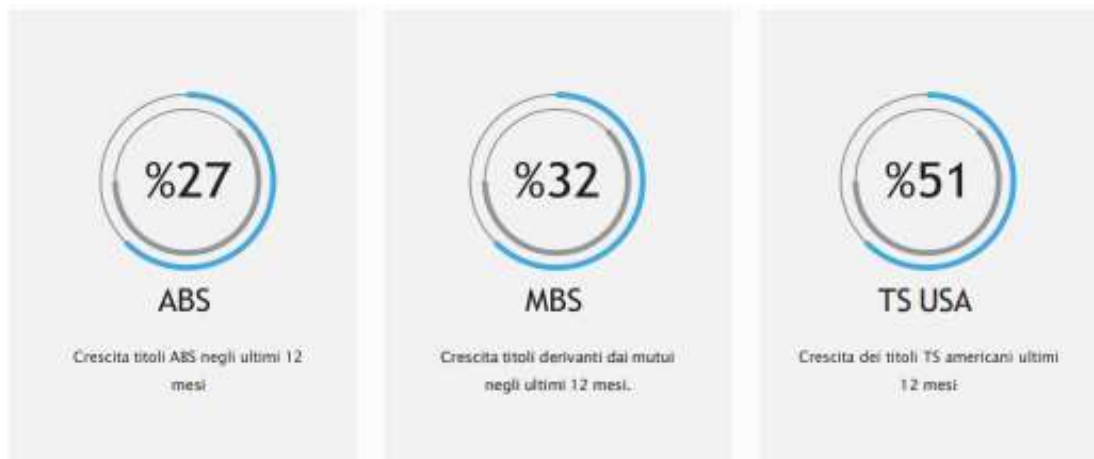 %27
ABS
Crescita titoli ABS negli ultimi 12
mesi
%32
MBS
Crescita titoli derivanti dai mutui
negli ultimi 12 mesi.
%51
TS USA
Crescita dei titoli TS americani ultimi
12 mesi